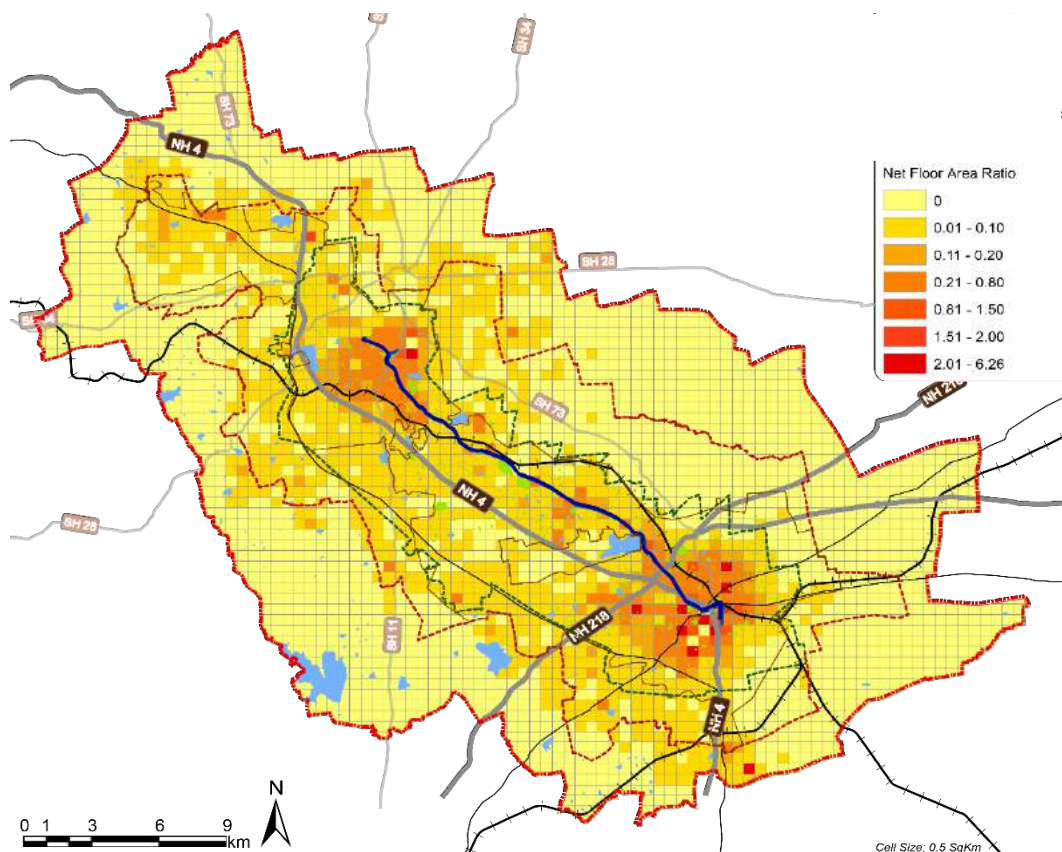 SH 34
SH 73
NH 4
Net Floor Area Ratio
0
0.01 - 0.10
0.11 - 0.20
0.21 - 0.80
0.81 - 1.50
1.51 - 2.00
2.01 - 6.26
SH 28
NH 218
SH 73
NH 4
SH 28
NH 218
SH 11
NH 4
N
0 1 3 6 9
km
Cell Size: 0.5 SqKm